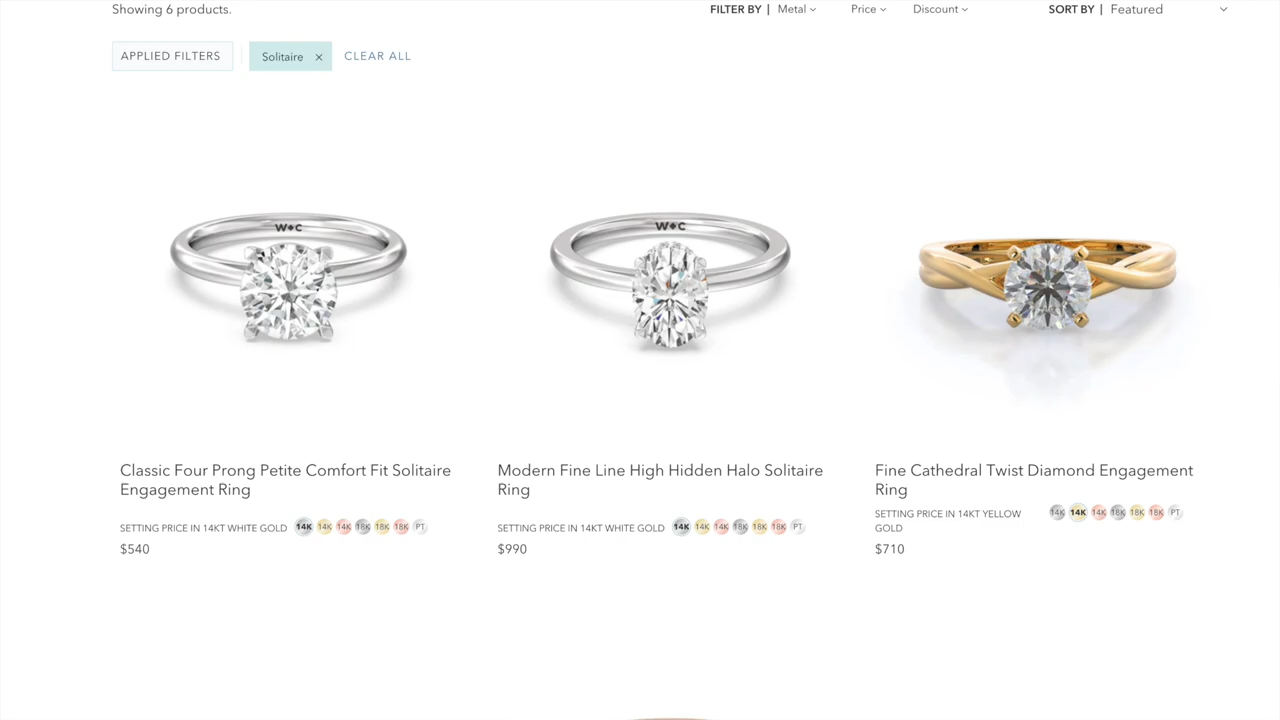 Showing 6 products.
FILTER BY | Metal Price Discount SORT BY | Featured
APPLIED FILTERS Solitaire × CLEAR ALL
W◆C
W◆C
Classic Four Prong Petite Comfort Fit Solitaire
Engagement Ring
SETTING PRICE IN 14KT WHITE GOLD 14K 14K 14K 18K 18K 18K PT
$540
Modern Fine Line High Hidden Halo Solitaire
Ring
SETTING PRICE IN 14KT WHITE GOLD 14K 14K 14K 18K 18K 18K PT
$990
Fine Cathedral Twist Diamond Engagement
Ring
SETTING PRICE IN 14KT YELLOW
GOLD
14K 14K 14K 18K 18K 18K PT
$710